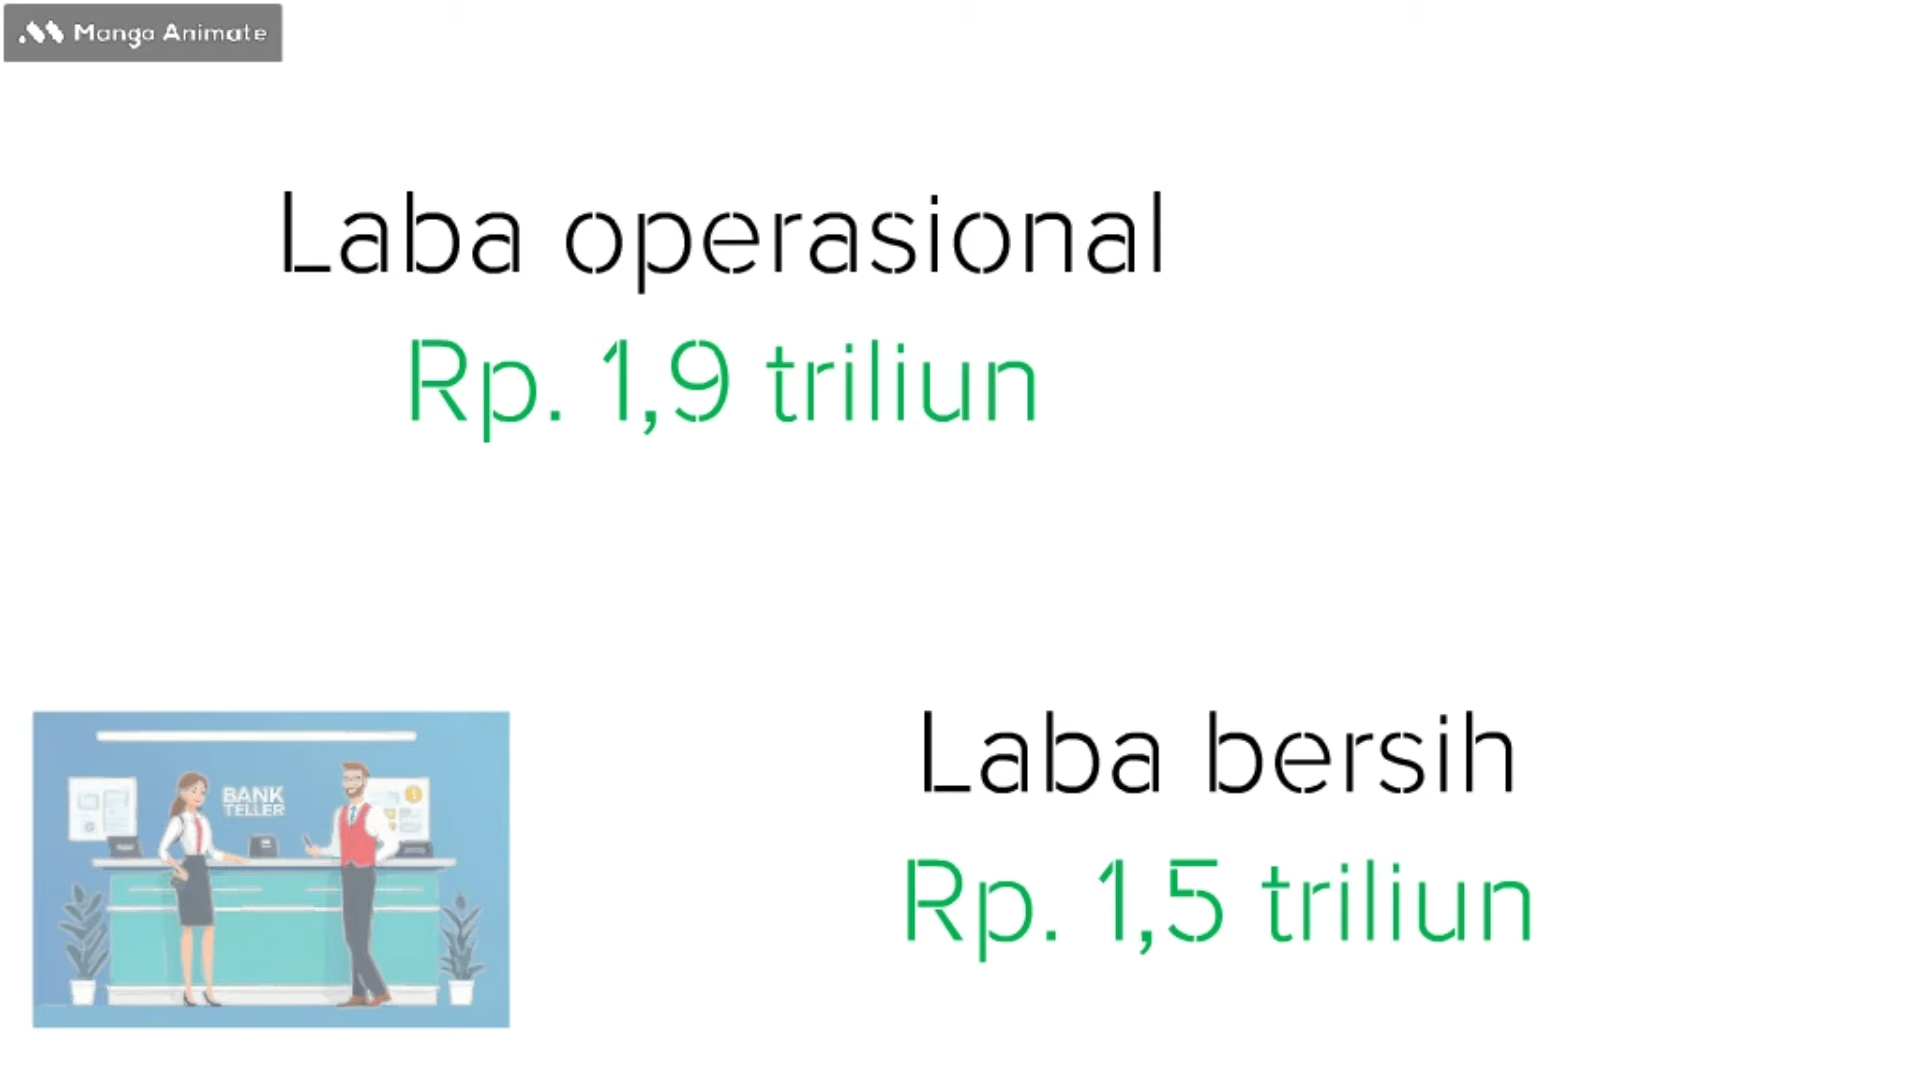 Manga Animate
Laba operasional
Rp. 1,9 triliun
BANK
TELLER
Laba bersih
Rp. 1,5 triliun